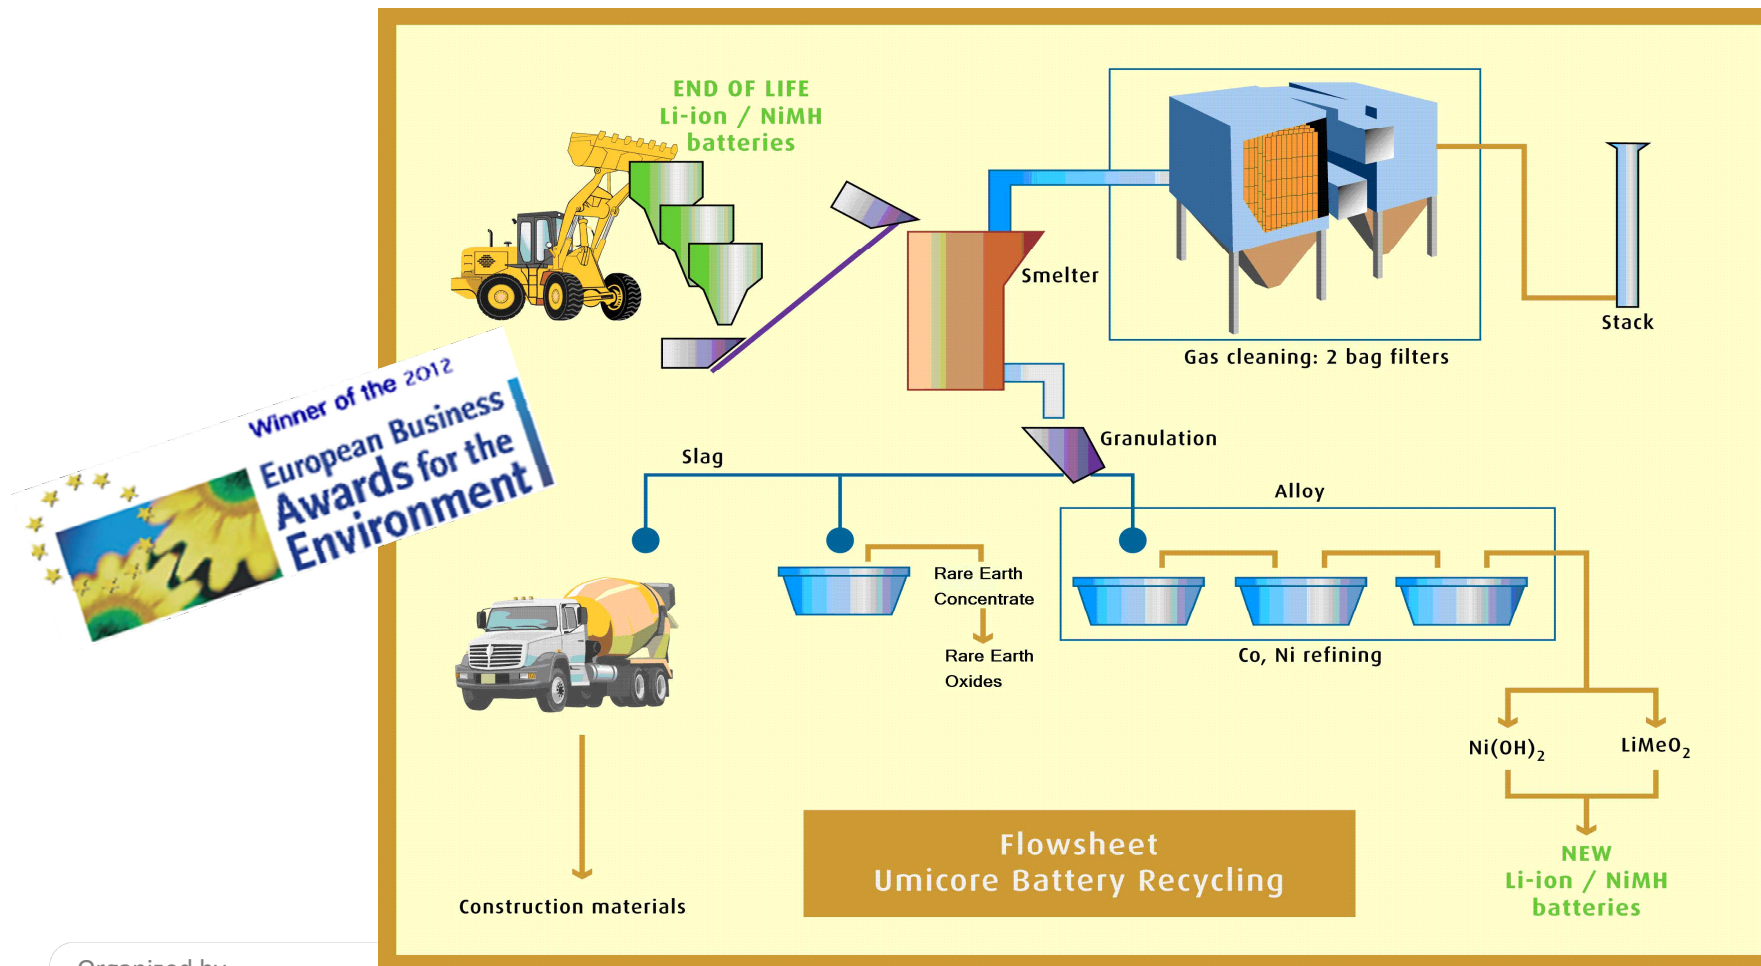 END OF LIFE
Li-ion / NiMH
batteries
Smelter
Stack
Gas cleaning: 2 bag filters
Winner of the 2012
European Business
Awards for the
Environment
Granulation
Slag
Alloy
Rare Earth
Concentrate
Rare Earth
Oxides
Co, Ni refining
Ni(OH)2
LiMeO2
Flowsheet
Umicore Battery Recycling
NEW
Li-ion / NiMH
batteries
Construction materials
Organized by